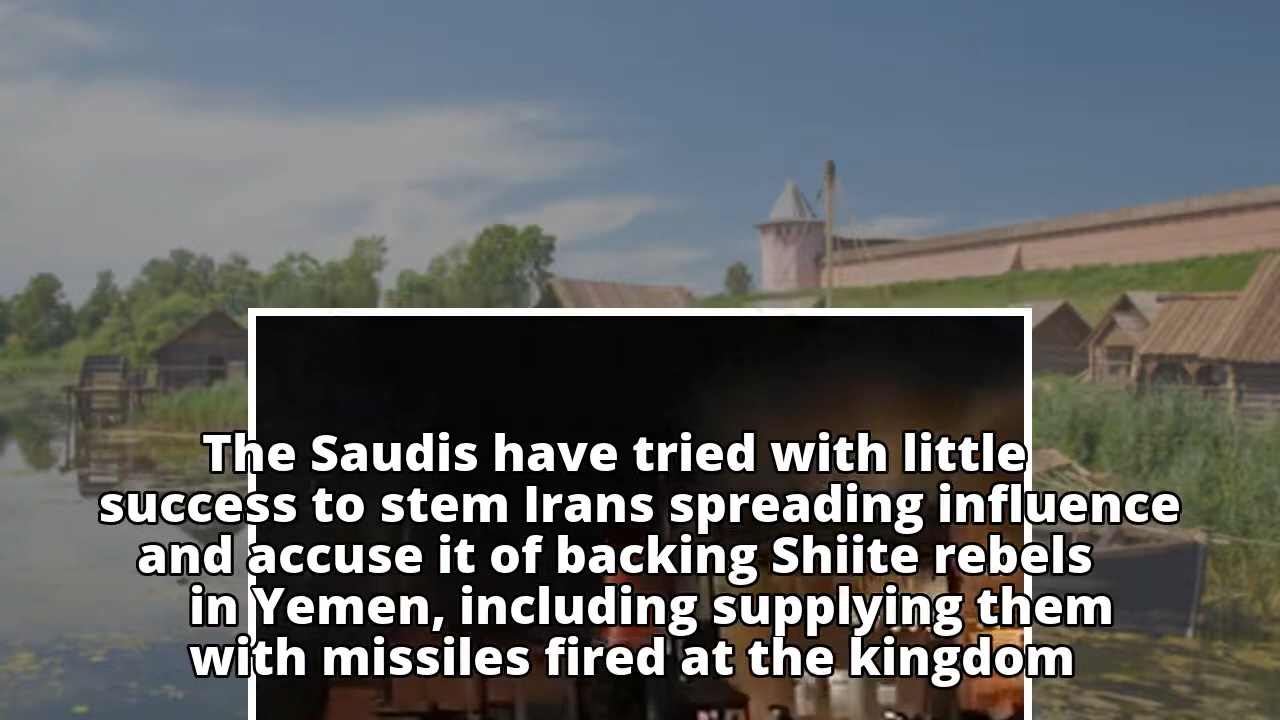 The Saudis have tried with little
success to stem Irans spreading influence
and accuse it of backing Shiite rebels
in Yemen, including supplying them
with missiles fired at the kingdom